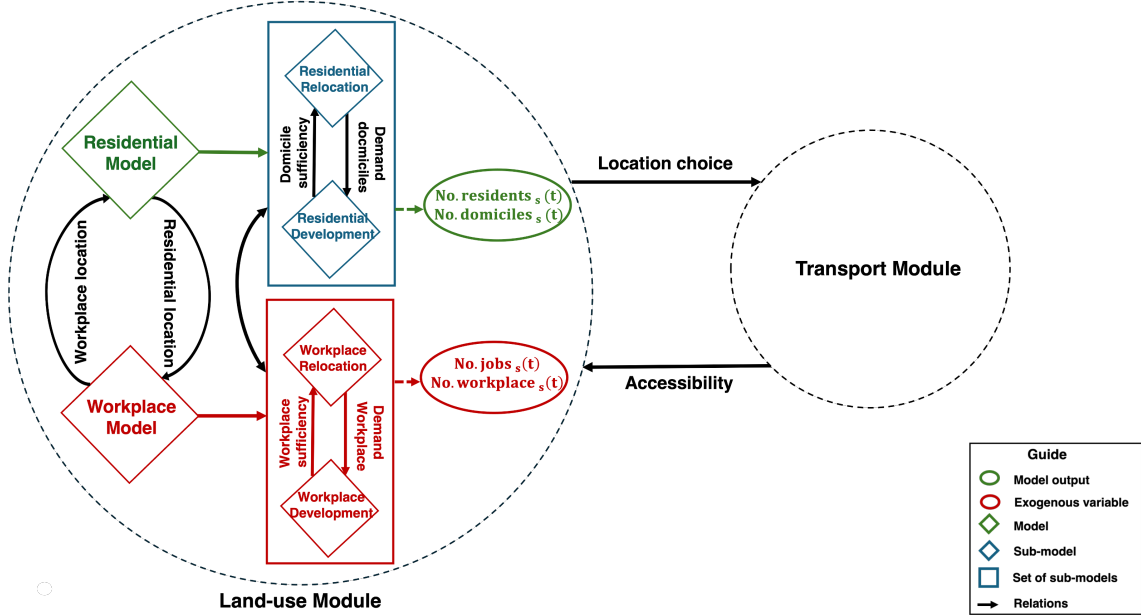 Residential
Relocation
Domicile
sufficiency
Demand
docmiciles
Residential
Development
Residential
Model
Workplace location
Residential location
Workplace
Model
No. residents s (t)
No. domiciles s (t)
Workplace
Relocation
Workplace
sufficiency
Demand
Workplace
Workplace
Development
No. jobs s (t)
No. workplace s (t)
Land-use Module
Location choice
Accessibility
Transport Module
Guide
Model output
Exogenous variable
Model
Sub-model
Set of sub-models
Relations